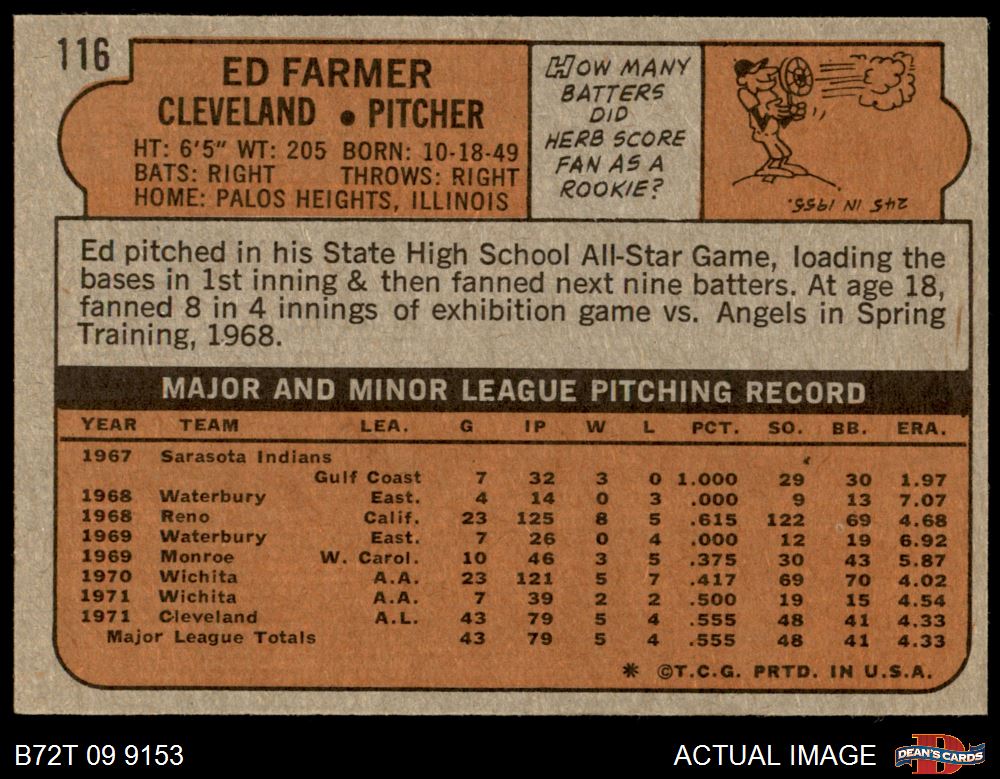 116
ED FARMER
CLEVELAND • PITCHER
HT: 6'5" WT: 205 BORN: 10-18-49
BATS: RIGHT THROWS: RIGHT
HOME: PALOS HEIGHTS, ILLINOIS
HOW MANY
BATTERS
DID
HERB SCORE
FAN AS A
ROOKIE?
245 IN 1955.
Ed pitched in his State High School All-Star Game, loading the
bases in 1st inning & then fanned next nine batters. At age 18,
fanned 8 in 4 innings of exhibition game vs. Angels in Spring
Training, 1968.
MAJOR AND MINOR LEAGUE PITCHING RECORD
YEAR TEAM LEA. G IP W L PCT. SO. BB. ERA.
1967 Sarasota Indians
Gulf Coast 7 32 3 0 1.000 29 30 1.97
1968 Waterbury East. 4 14 0 3 .000 9 13 7.07
1968 Reno Calif. 23 125 8 5 .615 122 69 4.68
1969 Waterbury East. 7 26 0 4 .000 12 19 6.92
1969 Monroe W. Carol. 10 46 3 5 .375 30 43 5.87
1970 Wichita A.A. 23 121 5 7 .417 69 70 4.02
1971 Wichita A.A. 7 39 2 2 .500 19 15 4.54
1971 Cleveland A.L. 43 79 5 4 .555 48 41 4.33
Major League Totals 43 79 5 4 .555 48 41 4.33
* ©T.C.G. PRTD. IN U.S.A.
B72T 09 9153 ACTUAL IMAGE DEAN'S CARDS